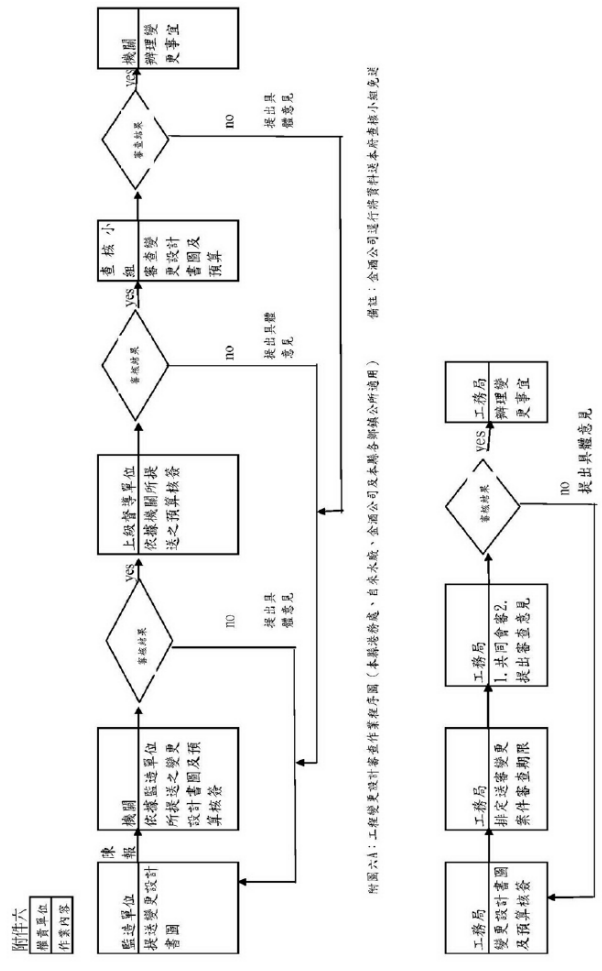 附件六
權責單位
作業內容
監造單位
提送變更設計
書圖
陳
報
機關
依據監造單位
所提送之變更
設計書圖及預
算核簽
審核結果
yes
no
提出具
體意見
上級督導單位
依據機關所提
送之預算核簽
審核結果
yes
no
提出具體
意見
查核小
組
審查變
更設計
書圖及
預算
審查結果
yes
no
提出具
體意見
機關
辦理變
更事宜
附圖六A:工程變更設計審查作業程序圖(本縣港務處、自來水廠、金酒公司及本縣各鄉鎮公所適用)
備註:金酒公司逕行將資料送本府查核小組免送
工務局
變更設計書圖
及預算核簽
工務局
排定送審變更
案件審查期限
工務局
1.共同會審2.
提出審查意見
審核結果
yes
no
提出具體意見
工務局
辦理變
更事宜